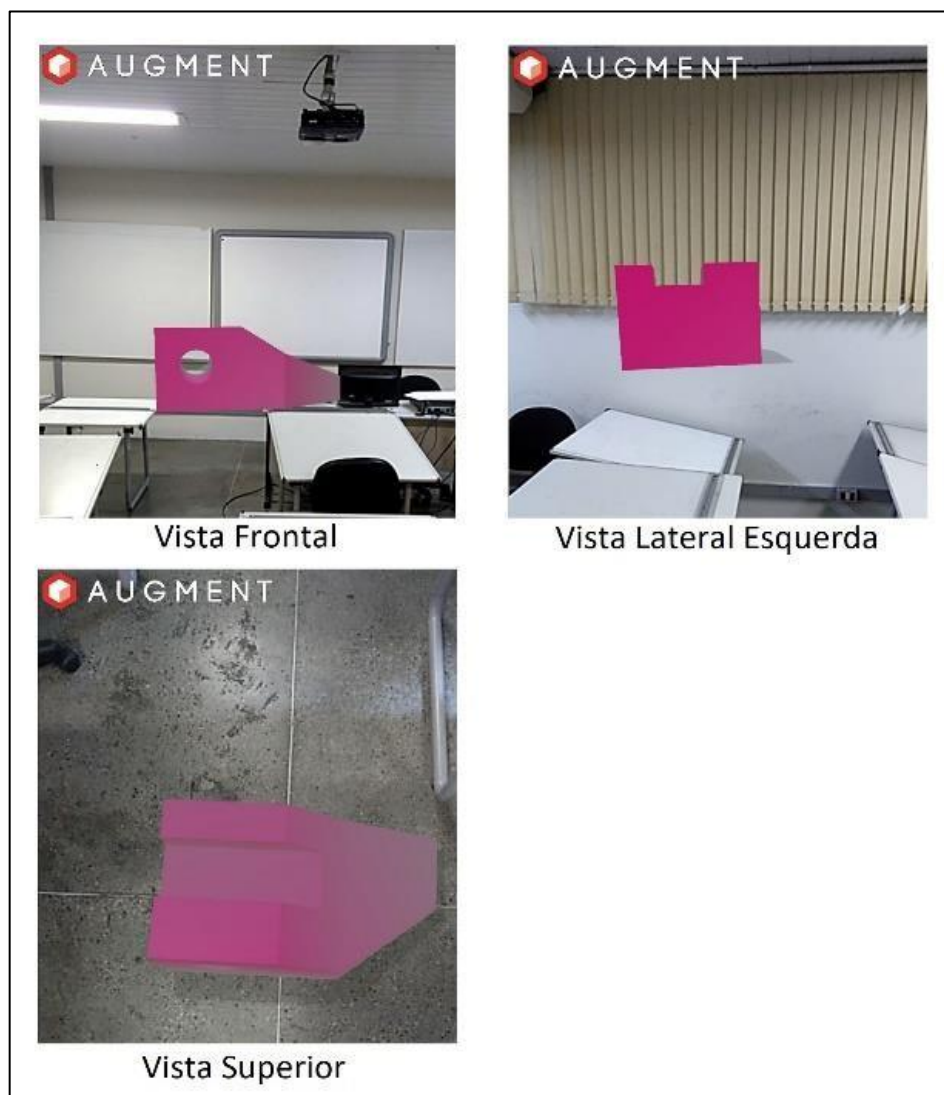 AUGMENT
AUGMENT
Vista Frontal
Vista Lateral Esquerda
AUGMENT
Vista Superior